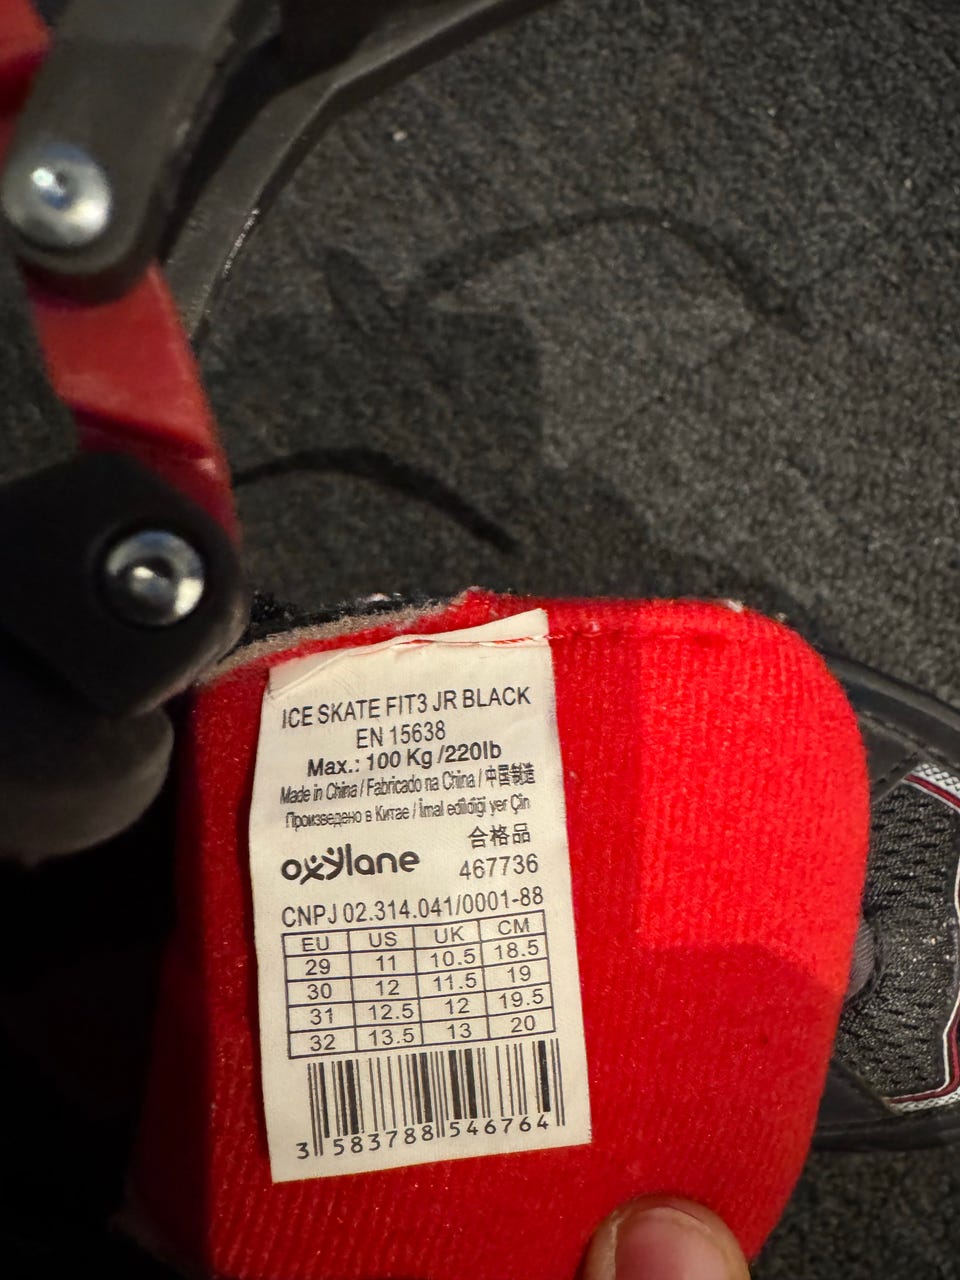 ICE SKATE FIT3 JR BLACK
EN 15638
Max.: 100 Kg /220lb
Made in China / Fabricado na China / 中国制造
Произведено в Китае / İmal edildiği yer Çin
合格品
oxylane 467736
CNPJ 02.314.041/0001-88
EU US UK CM
29 11 10.5 18.5
30 12 11.5 19
31 12.5 12 19.5
32 13.5 13 20
3 583788 546764